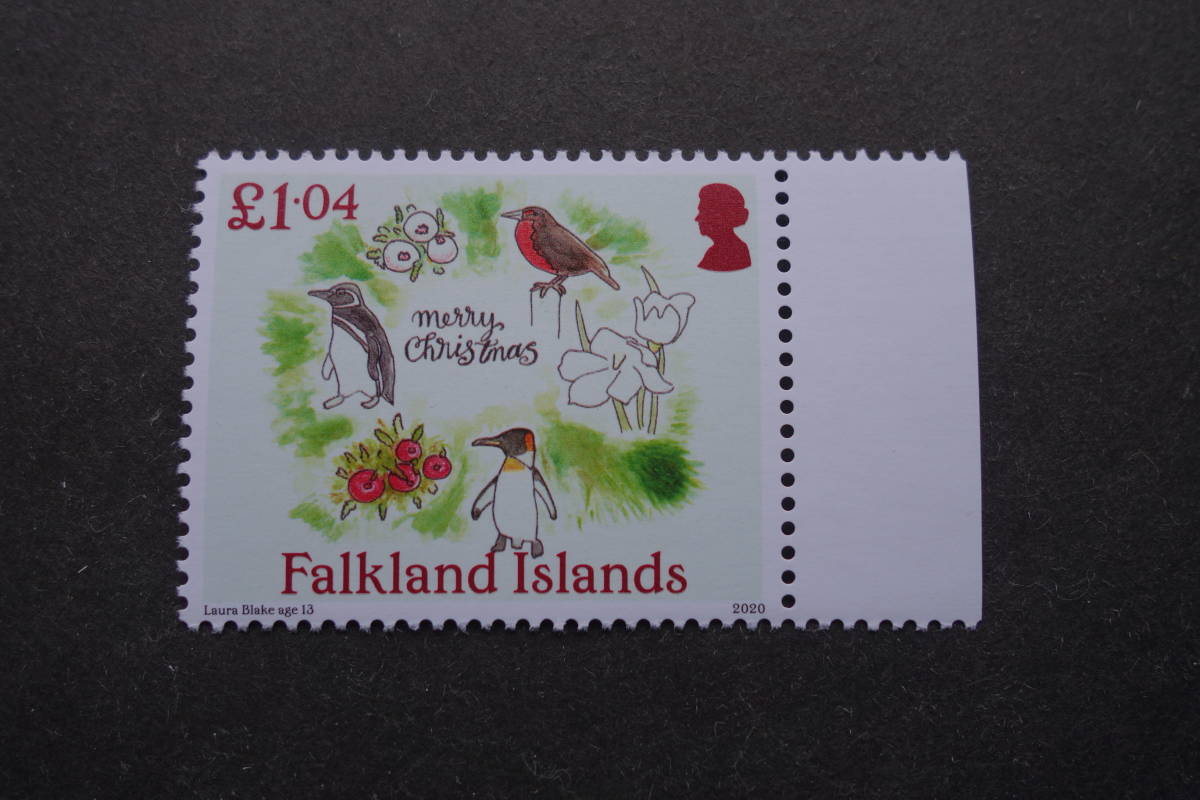 £1·04
merry
Christmas
Falkland Islands
Laura Blake age 13
2020